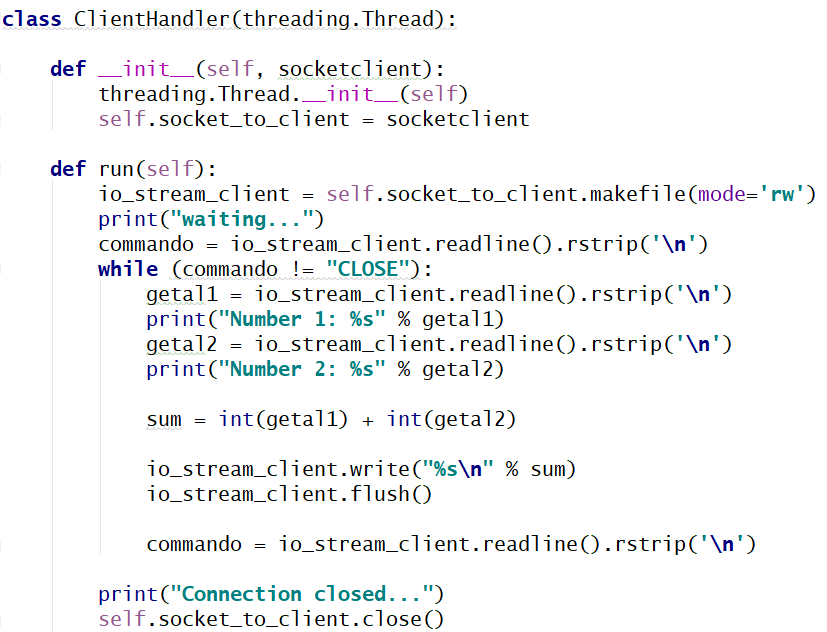 class ClientHandler(threading.Thread):
    def __init__(self, socketclient):
        threading.Thread.__init__(self)
        self.socket_to_client = socketclient
    def run(self):
        io_stream_client = self.socket_to_client.makefile(mode='rw')
        print("waiting...")
        commando = io_stream_client.readline().rstrip('\n')
        while (commando != "CLOSE"):
            getal1 = io_stream_client.readline().rstrip('\n')
            print("Number 1: %s" % getal1)
            getal2 = io_stream_client.readline().rstrip('\n')
            print("Number 2: %s" % getal2)
            sum = int(getal1) + int(getal2)
            io_stream_client.write("%s\n" % sum)
            io_stream_client.flush()
            commando = io_stream_client.readline().rstrip('\n')
        print("Connection closed...")
        self.socket_to_client.close()